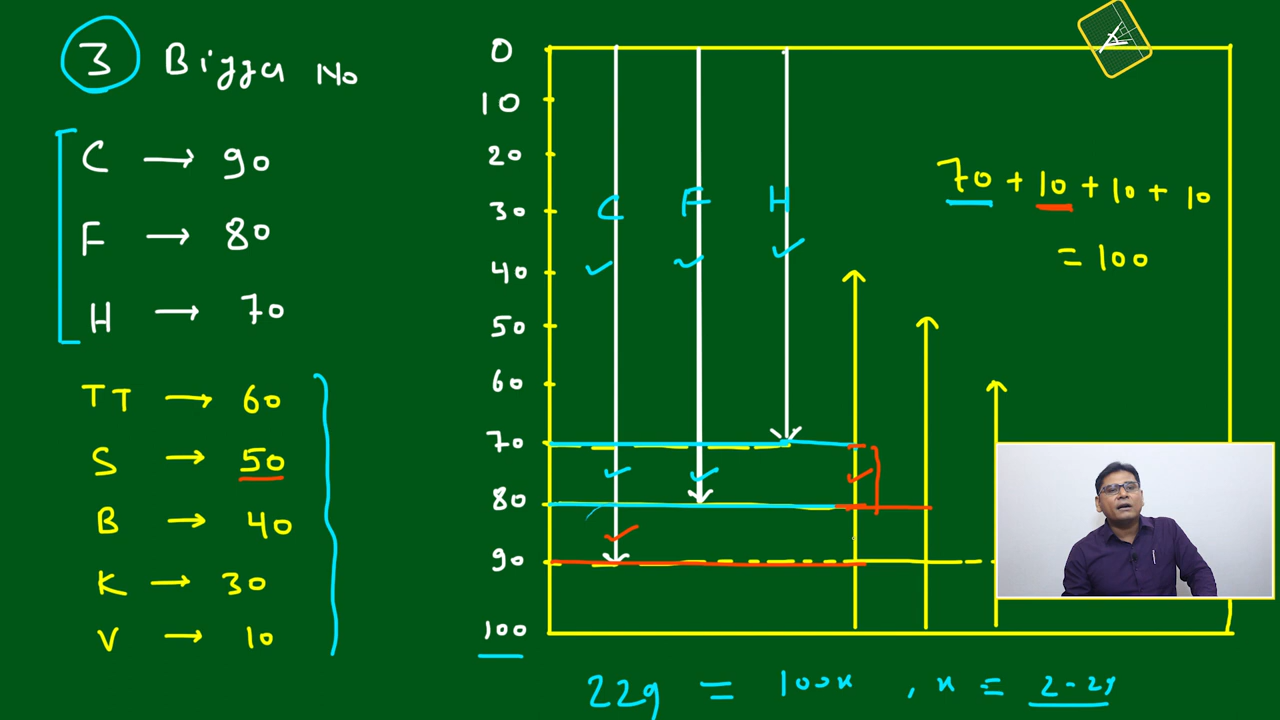 3 Bigger No
C → 90
F → 80
H → 70
TT → 60
S → 50
B → 40
K → 30
V → 10
0
10
20
30
40
50
60
70
80
90
100
C F H
70 + 10 + 10 + 10
= 100
229 = 100x , x = 2.29